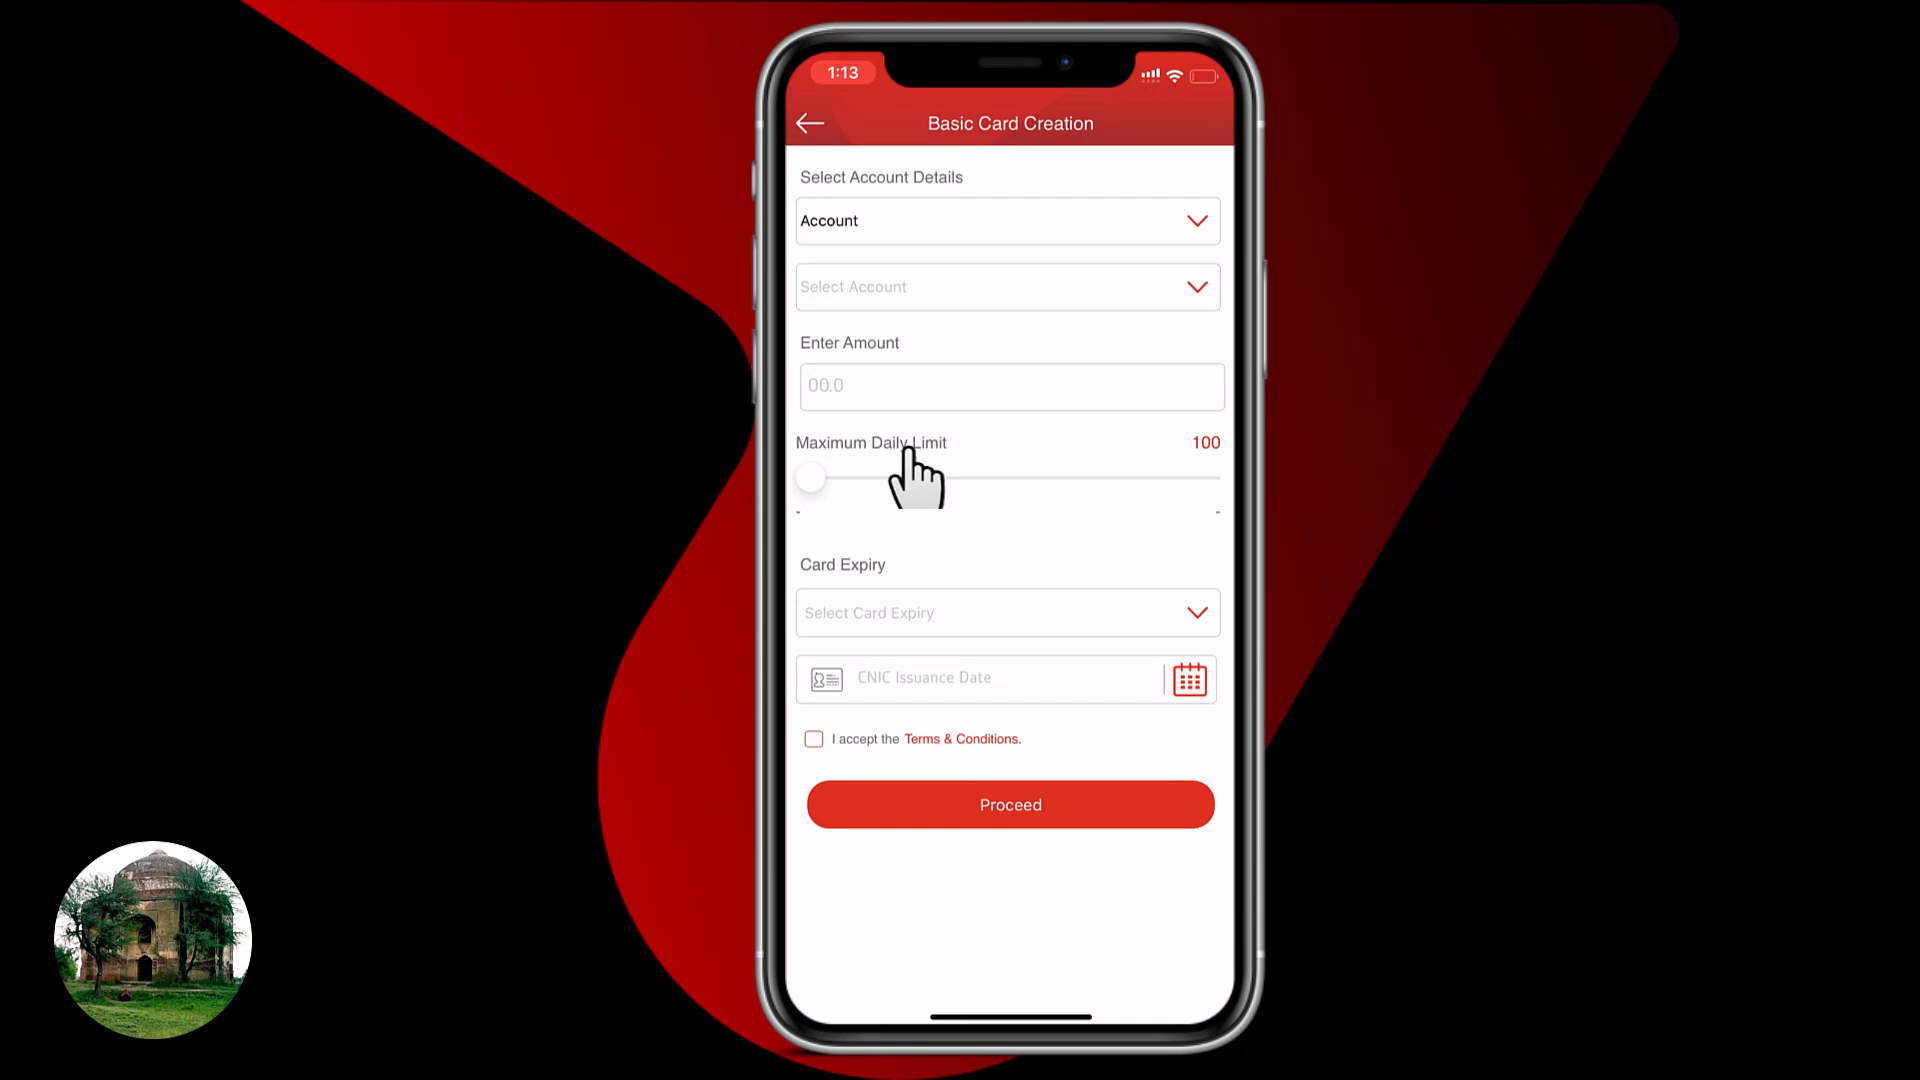 1:13
Basic Card Creation
Select Account Details
Account
Select Account
Enter Amount
00.0
Maximum Daily Limit 100
- -
Card Expiry
Select Card Expiry
CNIC Issuance Date
I accept the Terms & Conditions.
Proceed